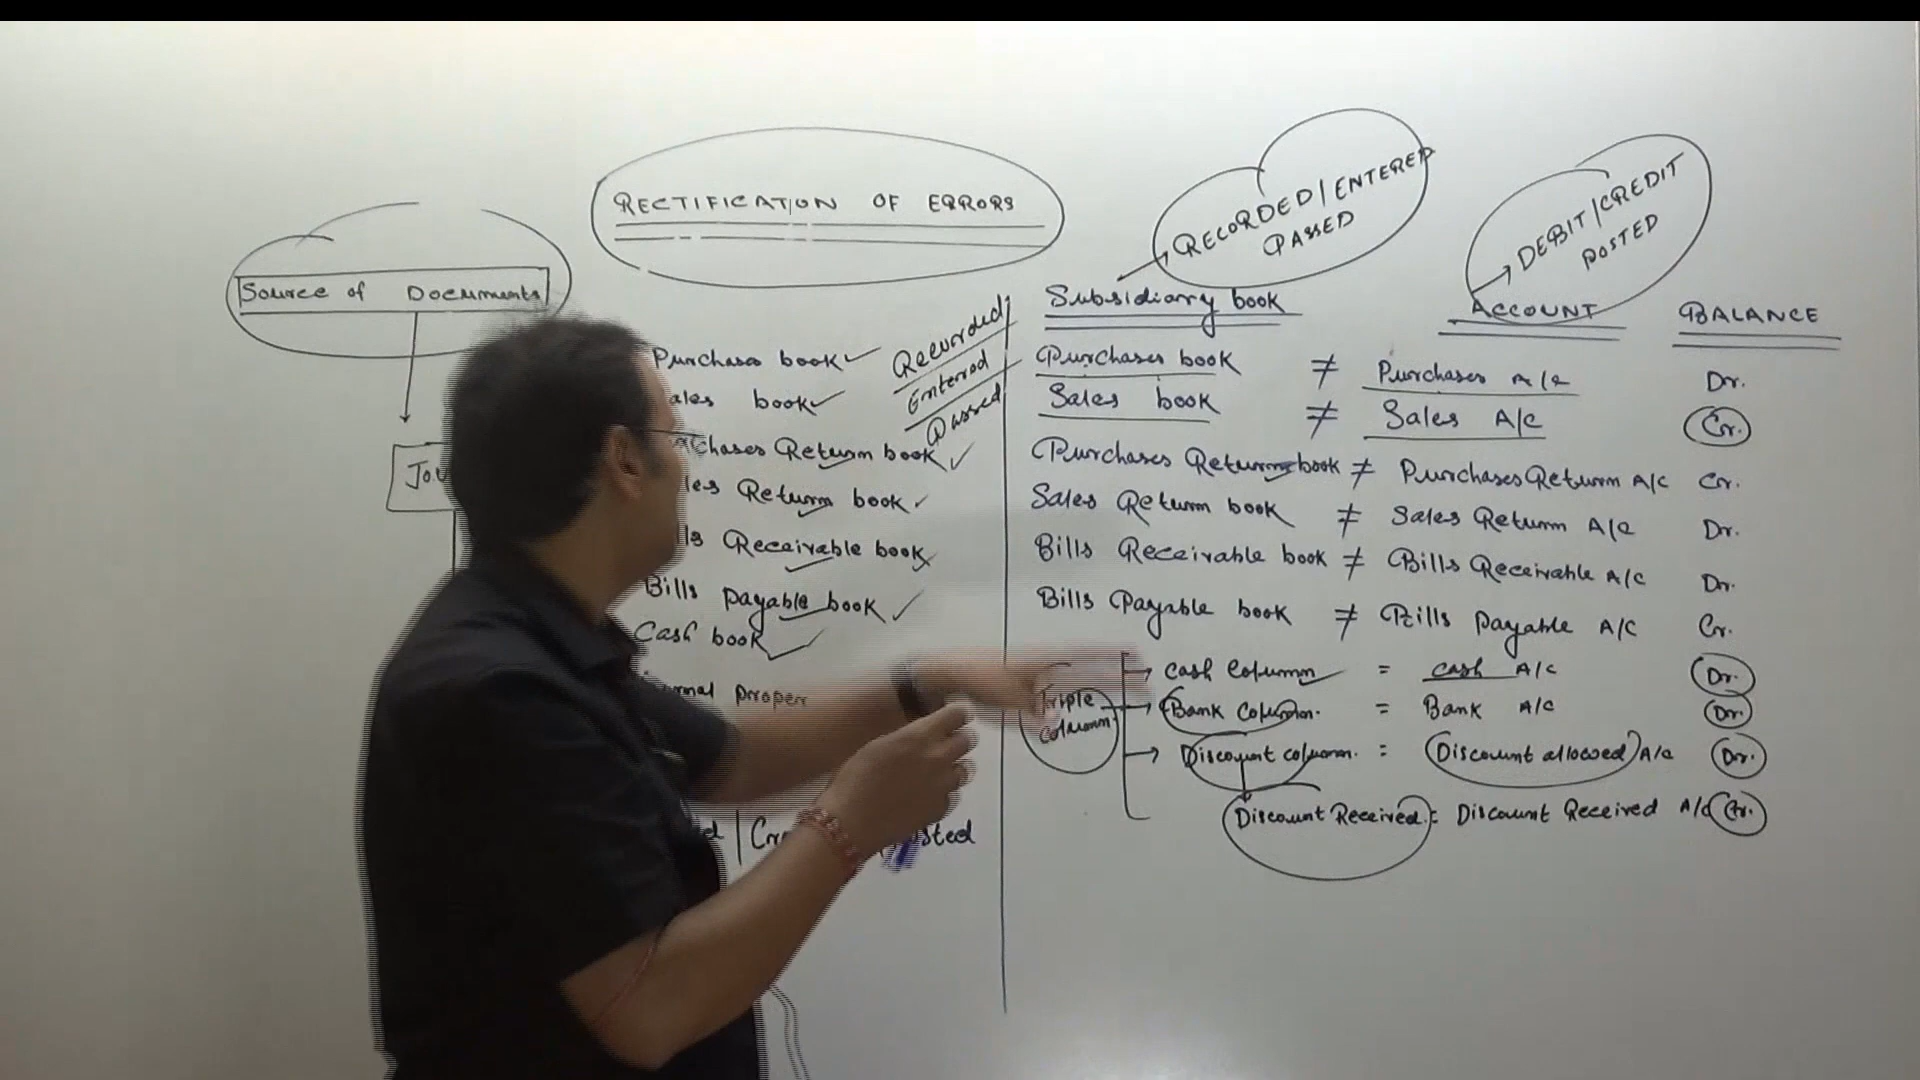 RECTIFICATION OF ERRORS
Source of Documents
Purchases book
book
Return book
Return book
Receivable book
Bills Payable book
Cash book
Proper
Recorded
Entered
Passed
RECORDED/ENTERED
PASSED
DEBIT/CREDIT
POSTED
Subsidiary book ACCOUNT BALANCE
Purchases book ≠ Purchases A/c Dr.
Sales book ≠ Sales A/c Cr.
Purchases Return book ≠ Purchases Return A/c Cr.
Sales Return book ≠ Sales Return A/c Dr.
Bills Receivable book ≠ Bills Receivable A/c Dr.
Bills Payable book ≠ Bills Payable A/c Cr.
Triple
Column
Cash Column = Cash A/c Dr.
Bank Column. = Bank A/c Dr.
Discount Column. = Discount allowed A/c Dr.
Discount Received = Discount Received A/c Cr.